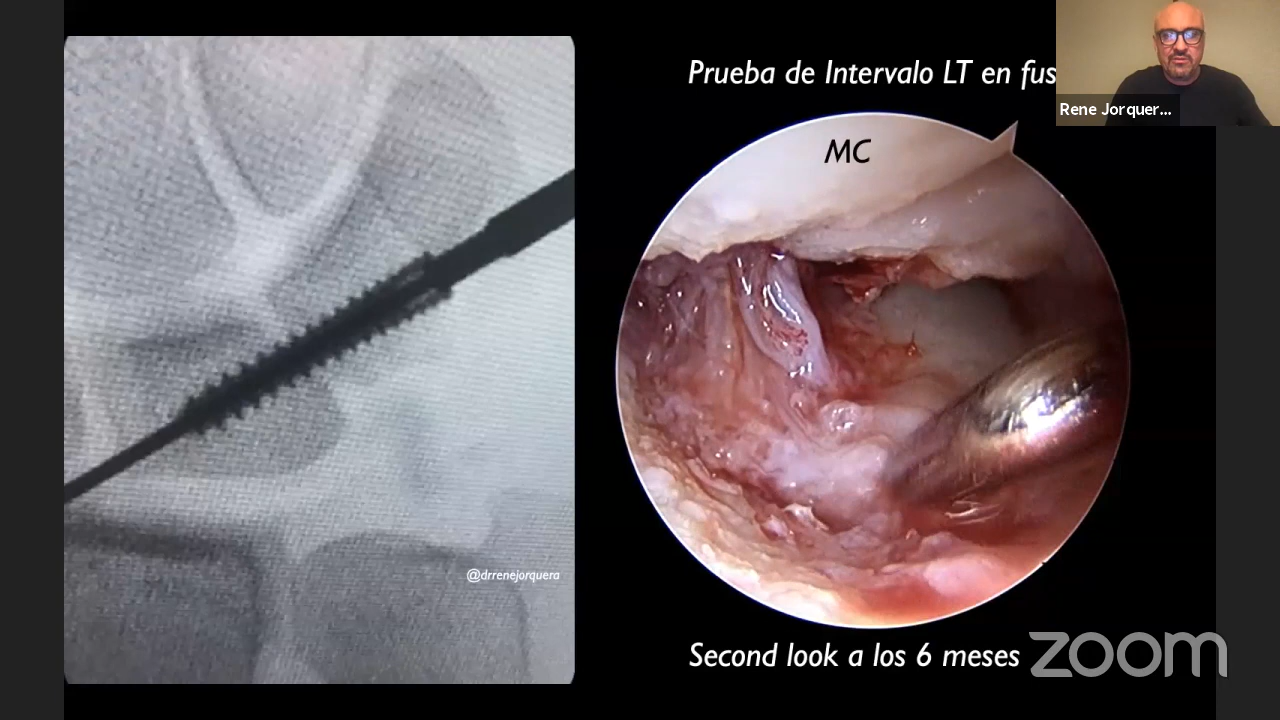 Prueba de Intervalo LT en fus
Rene Jorquer...
MC
@drrenejorquera
Second look a los 6 meses
zoom